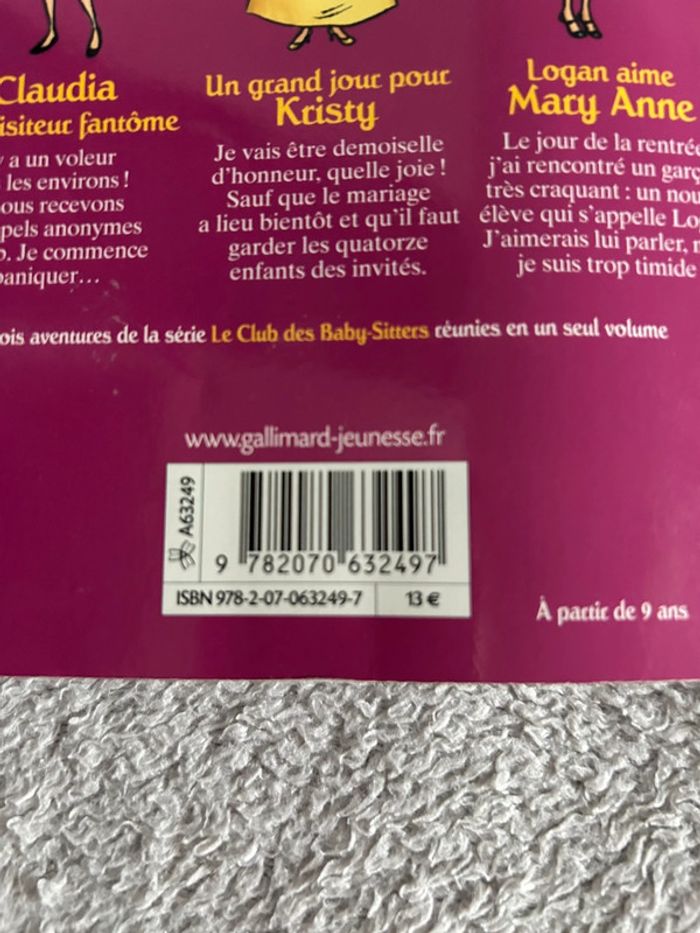 Claudia
isiteur fantôme
y a un voleur
les environs !
ous recevons
pels anonymes
b. Je commence
paniquer...
Un grand jour pour
Kristy
Je vais être demoiselle
d'honneur, quelle joie !
Sauf que le mariage
a lieu bientôt et qu'il faut
garder les quatorze
enfants des invités.
Logan aime
Mary Anne
Le jour de la rentrée
j'ai rencontré un garç
très craquant : un nou
élève qui s'appelle Lo
J'aimerais lui parler, m
je suis trop timide
ois aventures de la série Le Club des Baby-Sitters réunies en un seul volume
www.gallimard-jeunesse.fr
A63249
9 782070 632497
ISBN 978-2-07-063249-7 13 €
À partir de 9 ans